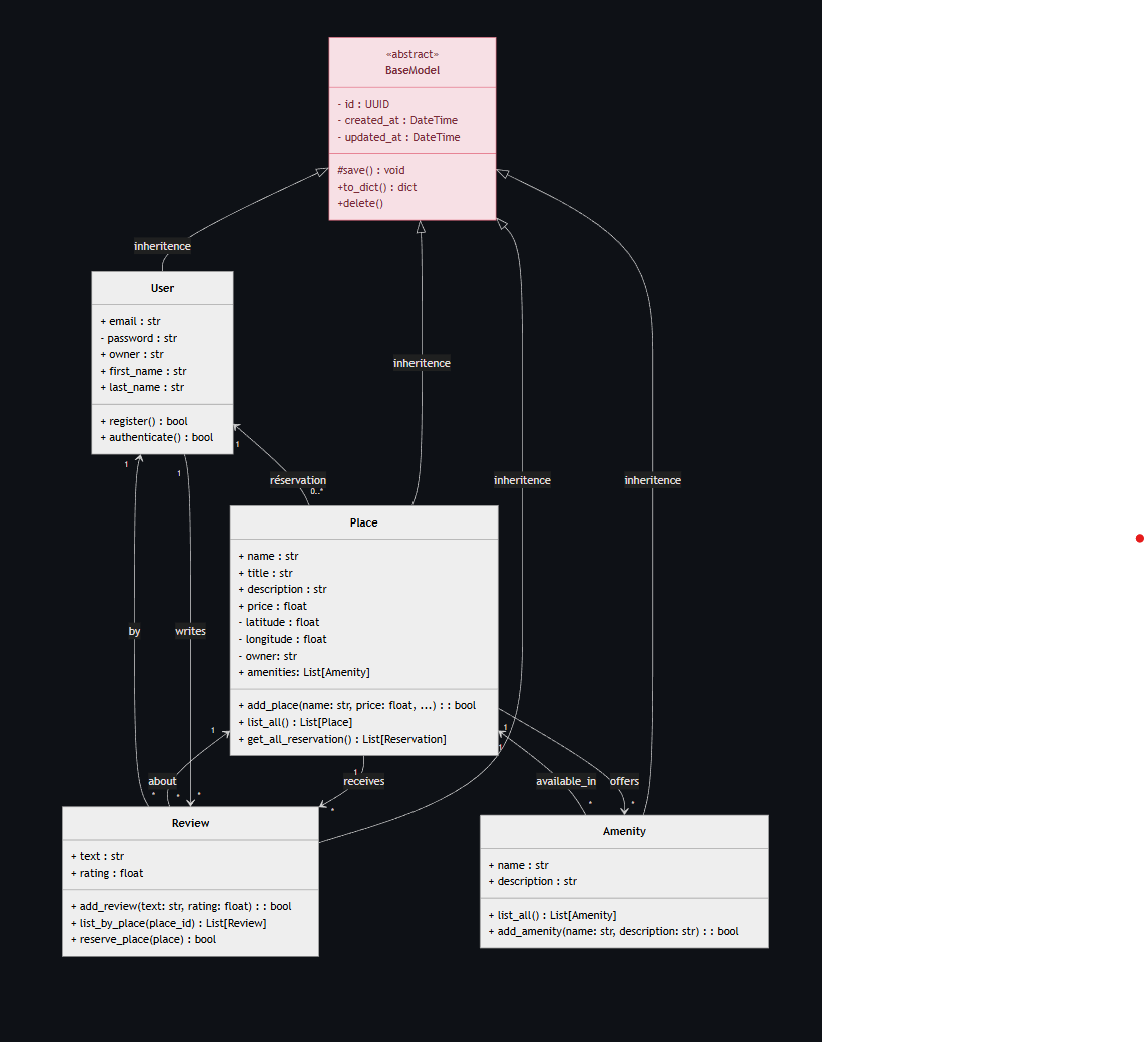 «abstract»
BaseModel
- id : UUID
- created_at : DateTime
- updated_at : DateTime
#save() : void
+to_dict() : dict
+delete()
inheritence
User
+ email : str
- password : str
+ owner : str
+ first_name : str
+ last_name : str
+ register() : bool
+ authenticate() : bool
inheritence
1
1
1
réservation
0..*
inheritence
inheritence
Place
+ name : str
+ title : str
+ description : str
+ price : float
- latitude : float
- longitude : float
- owner: str
+ amenities: List[Amenity]
+ add_place(name: str, price: float, ...) : : bool
+ list_all() : List[Place]
+ get_all_reservation() : List[Reservation]
by
writes
1
1
1
1
about
receives
available_in
offers
*
*
*
*
*
*
Review
+ text : str
+ rating : float
+ add_review(text: str, rating: float) : : bool
+ list_by_place(place_id) : List[Review]
+ reserve_place(place) : bool
Amenity
+ name : str
+ description : str
+ list_all() : List[Amenity]
+ add_amenity(name: str, description: str) : : bool